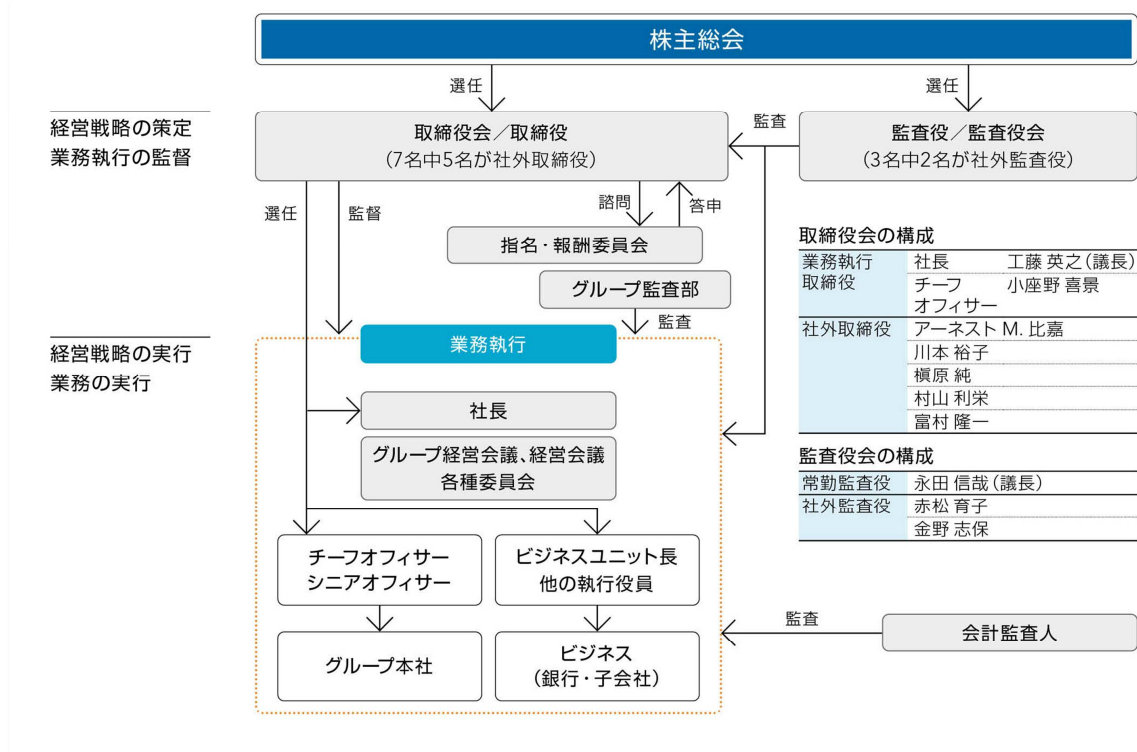 株主総会
選任
選任
経営戦略の策定
業務執行の監督
取締役会／取締役
(7名中5名が社外取締役)
監査
監査役／監査役会
(3名中2名が社外監査役)
選任
監督
諮問
答申
指名・報酬委員会
グループ監査部
監査
経営戦略の実行
業務の実行
業務執行
社長
グループ経営会議、経営会議
各種委員会
チーフオフィサー
シニアオフィサー
ビジネスユニット長
他の執行役員
グループ本社
ビジネス
(銀行・子会社)
取締役会の構成
業務執行 社長 工藤 英之(議長)
取締役 チーフ 小座野 喜景
オフィサー
社外取締役 アーネスト M. 比嘉
川本 裕子
槇原 純
村山 利栄
富村 隆一
監査役会の構成
常勤監査役 永田 信哉(議長)
社外監査役 赤松 育子
金野 志保
監査
会計監査人